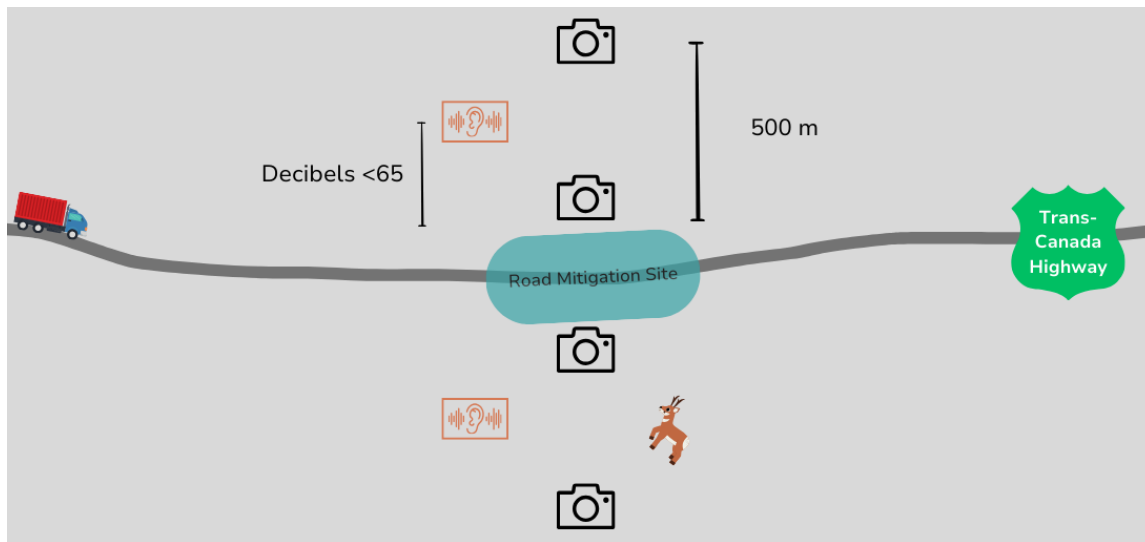 500 m
Decibels <65
Trans-
Canada
Highway
Road Mitigation Site